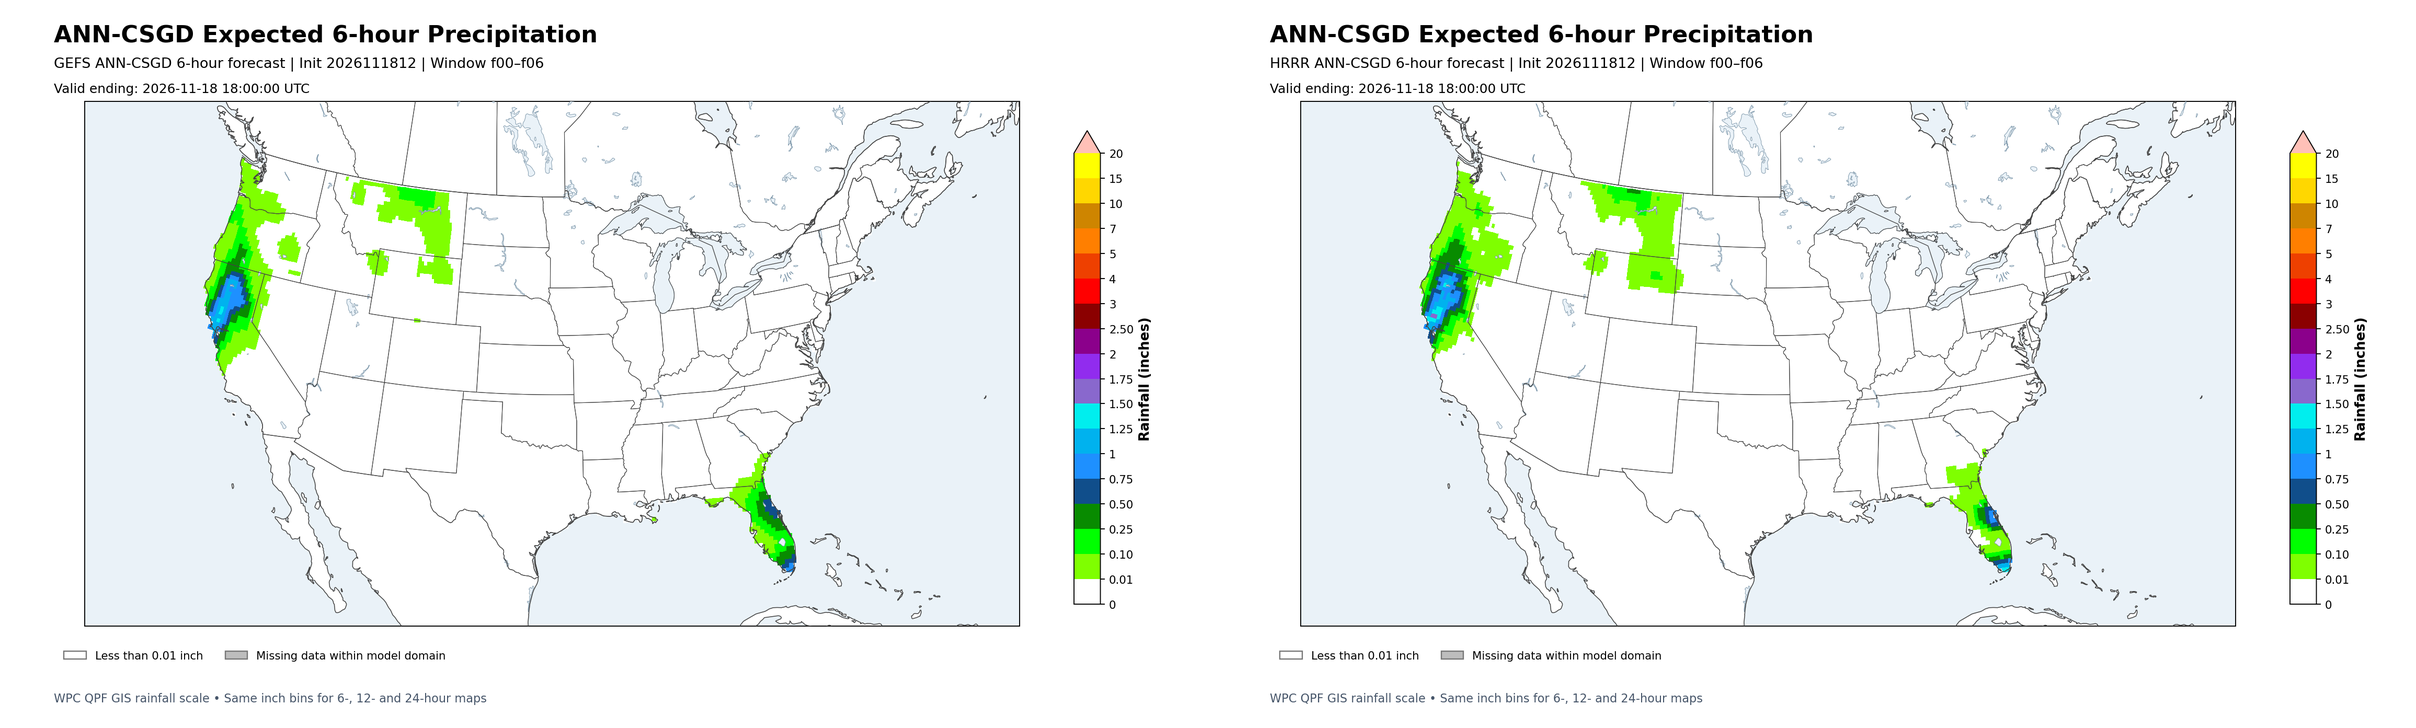 ANN-CSGD Expected 6-hour Precipitation
GEFS ANN-CSGD 6-hour forecast | Init 2026111812 | Window f00–f06
Valid ending: 2026-11-18 18:00:00 UTC
20
15
10
7
5
4
3
2.50
2
1.75
1.50
1.25
1
0.75
0.50
0.25
0.10
0.01
0
Rainfall (inches)
Less than 0.01 inch
Missing data within model domain
WPC QPF GIS rainfall scale • Same inch bins for 6-, 12- and 24-hour maps
ANN-CSGD Expected 6-hour Precipitation
HRRR ANN-CSGD 6-hour forecast | Init 2026111812 | Window f00–f06
Valid ending: 2026-11-18 18:00:00 UTC
20
15
10
7
5
4
3
2.50
2
1.75
1.50
1.25
1
0.75
0.50
0.25
0.10
0.01
0
Rainfall (inches)
Less than 0.01 inch
Missing data within model domain
WPC QPF GIS rainfall scale • Same inch bins for 6-, 12- and 24-hour maps